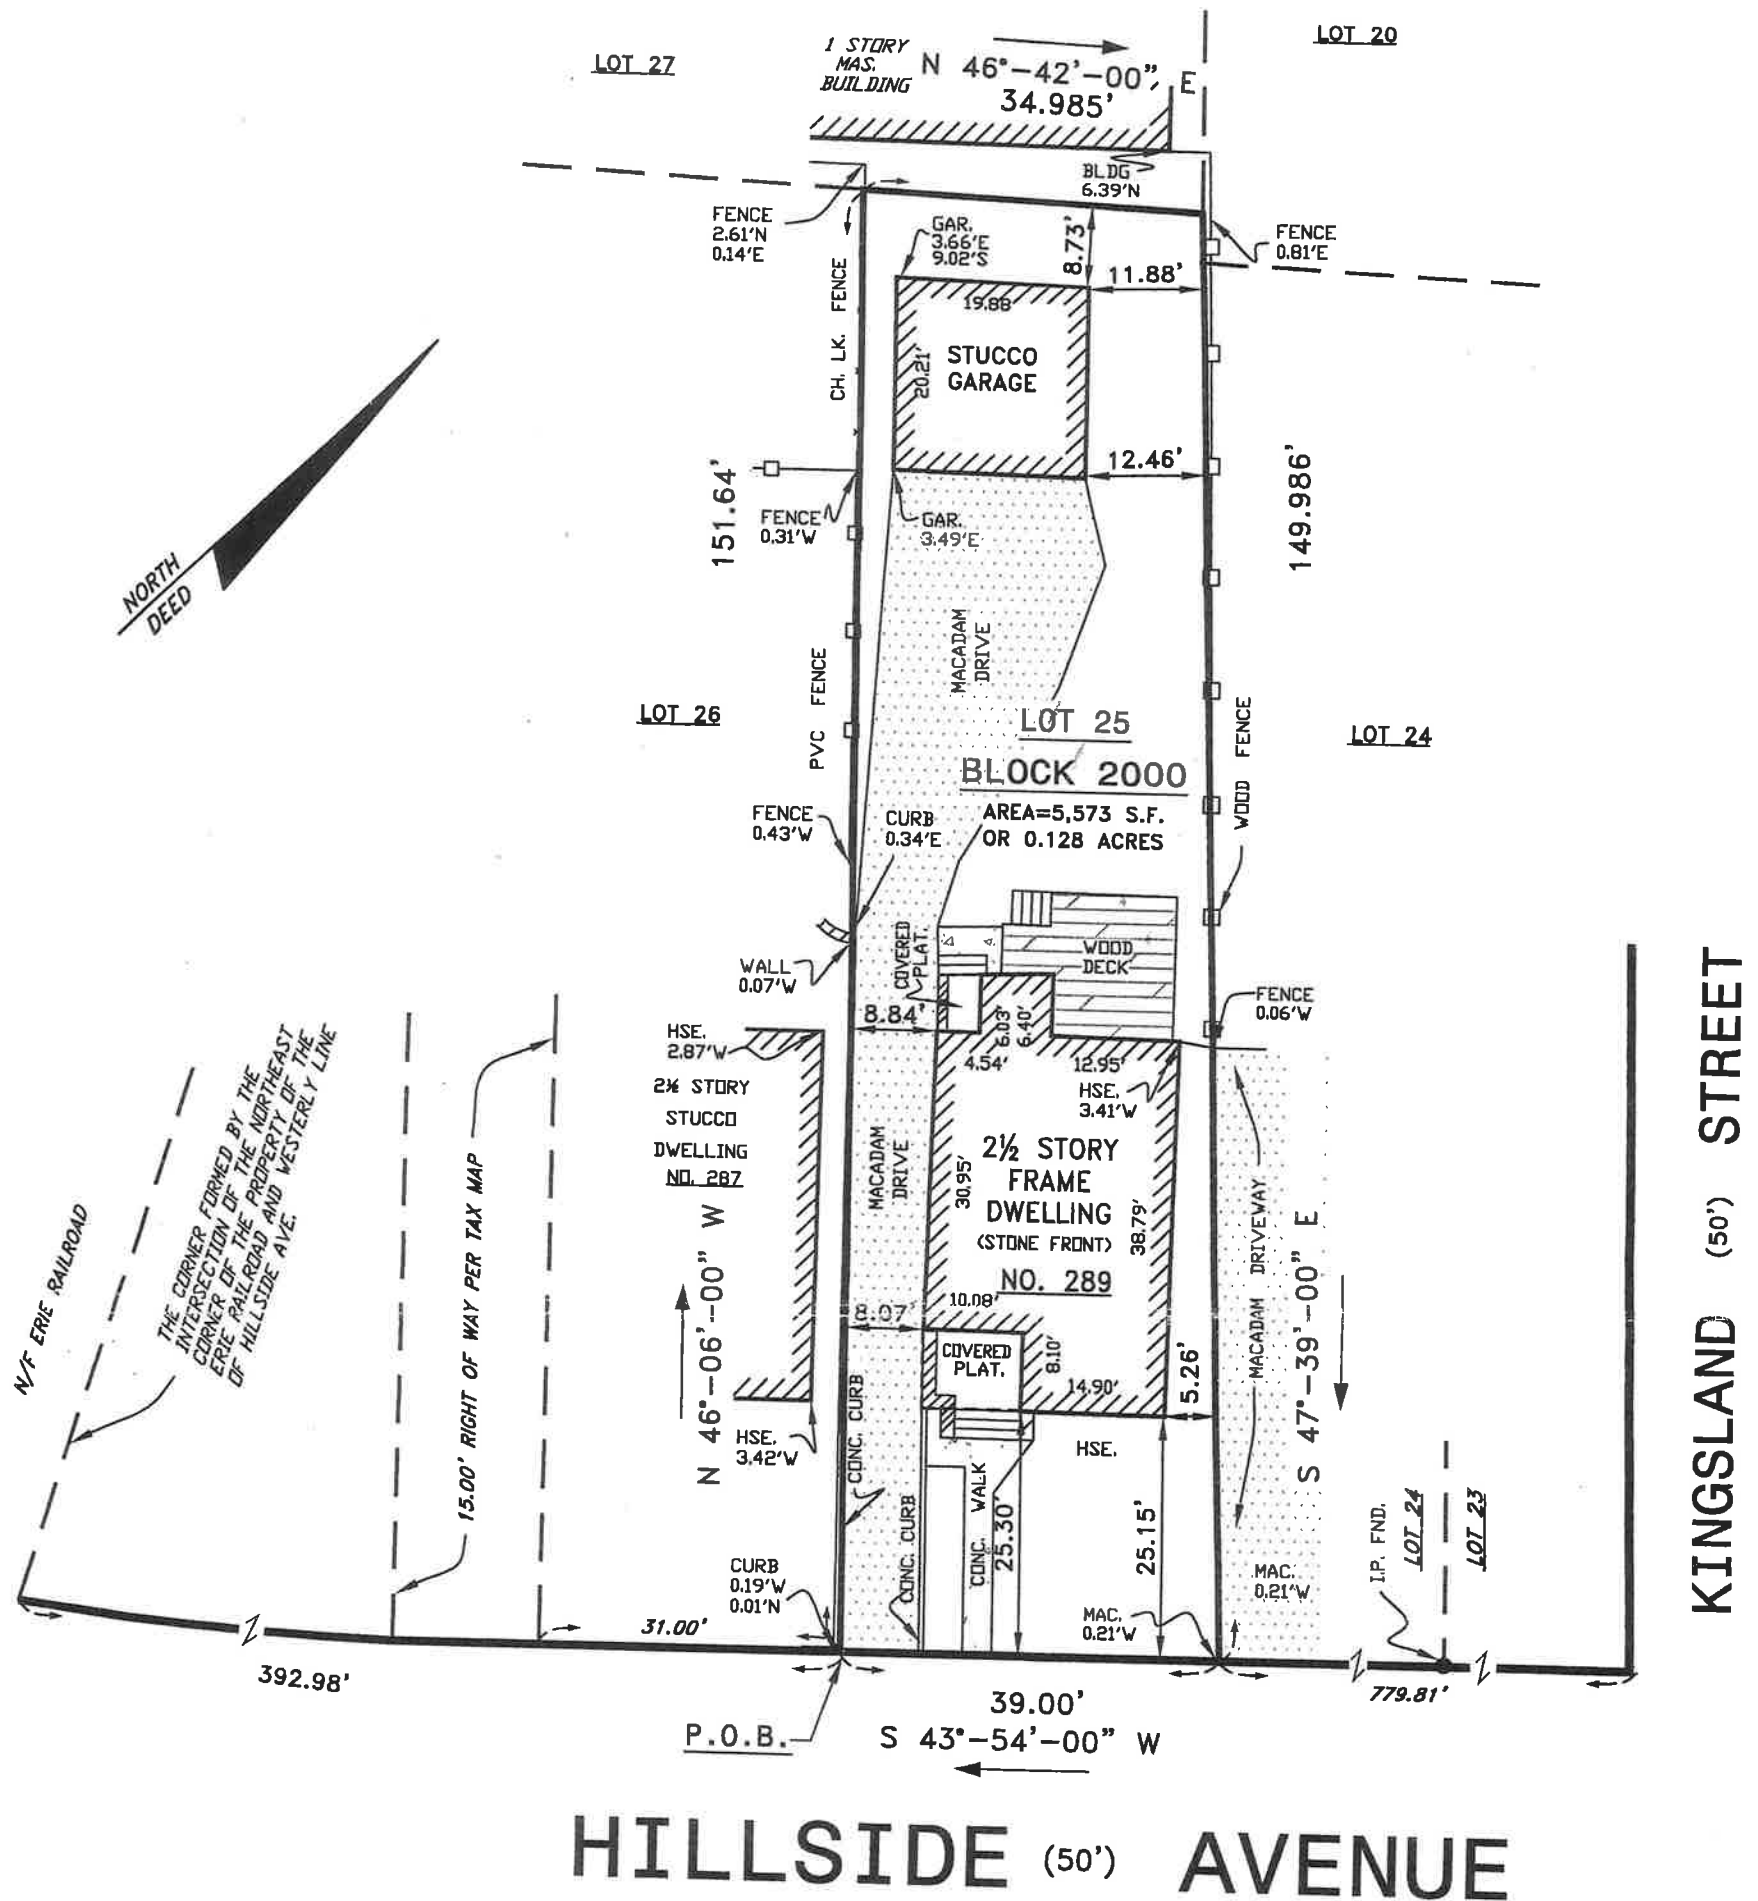 LOT 27
1 STORY
MAS.
BUILDING
N 46°-42'-00" E
34.985'
LOT 20
BLDG
6.39'N
FENCE
2.61'N
0.14'E
GAR.
3.66'E
9.02'S
8.73'
11.88'
FENCE
0.81'E
CH. LK. FENCE
19.88'
20.21'
STUCCO
GARAGE
12.46'
151.64'
149.986'
FENCE
0.31'W
GAR.
3.49'E
NORTH
DEED
MACADAM
DRIVE
PVC FENCE
LOT 26
LOT 25
BLOCK 2000
AREA=5,573 S.F.
OR 0.128 ACRES
WOOD FENCE
LOT 24
FENCE
0.43'W
CURB
0.34'E
COVERED
PLAT.
WOOD
DECK
WALL
0.07'W
FENCE
0.06'W
8.84'
HSE.
2.87'W
6.03'
6.40'
4.54'
12.95'
HSE.
3.41'W
2½ STORY
STUCCO
DWELLING
NO. 287
MACADAM
DRIVE
30.95'
2½ STORY
FRAME
DWELLING
(STONE FRONT)
NO. 289
38.79'
10.08'
8.07'
COVERED
PLAT.
8.10'
14.90'
5.26'
MACADAM DRIVEWAY
S 47°-39'-00" E
N 46°-06'-00" W
HSE.
3.42'W
CONC. CURB
CONC. CURB
CONC. WALK
25.30'
HSE.
25.15'
N/F ERIE RAILROAD
THE CORNER FORMED BY THE
INTERSECTION OF THE NORTHEAST
CORNER OF THE PROPERTY OF THE
ERIE RAILROAD AND WESTERLY LINE
OF HILLSIDE AVE.
15.00' RIGHT OF WAY PER TAX MAP
CURB
0.19'W
0.01'N
31.00'
MAC.
0.21'W
MAC.
0.21'W
I.P. FND.
LOT 24
LOT 23
KINGSLAND (50') STREET
392.98'
39.00'
779.81'
P.O.B.
S 43°-54'-00" W
HILLSIDE (50') AVENUE